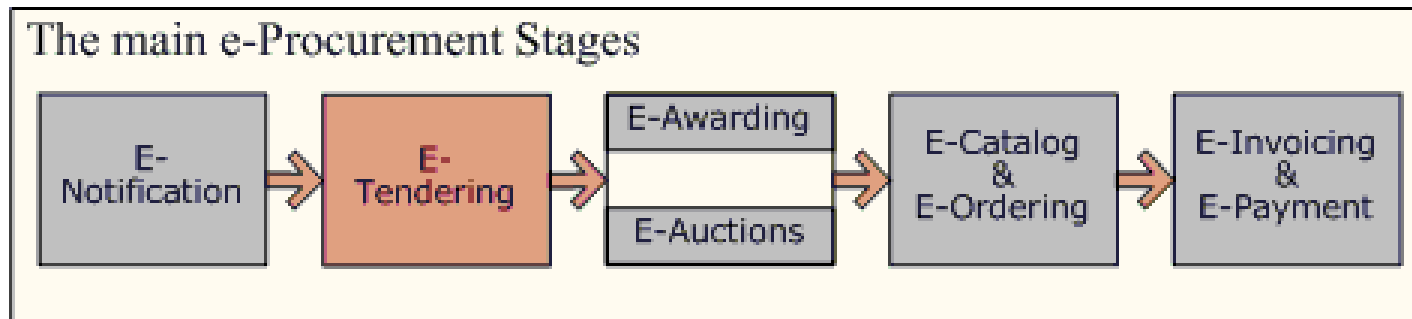 The main e-Procurement Stages
E-
Notification
E-
Tendering
E-Awarding
E-Auctions
E-Catalog
&
E-Ordering
E-Invoicing
&
E-Payment